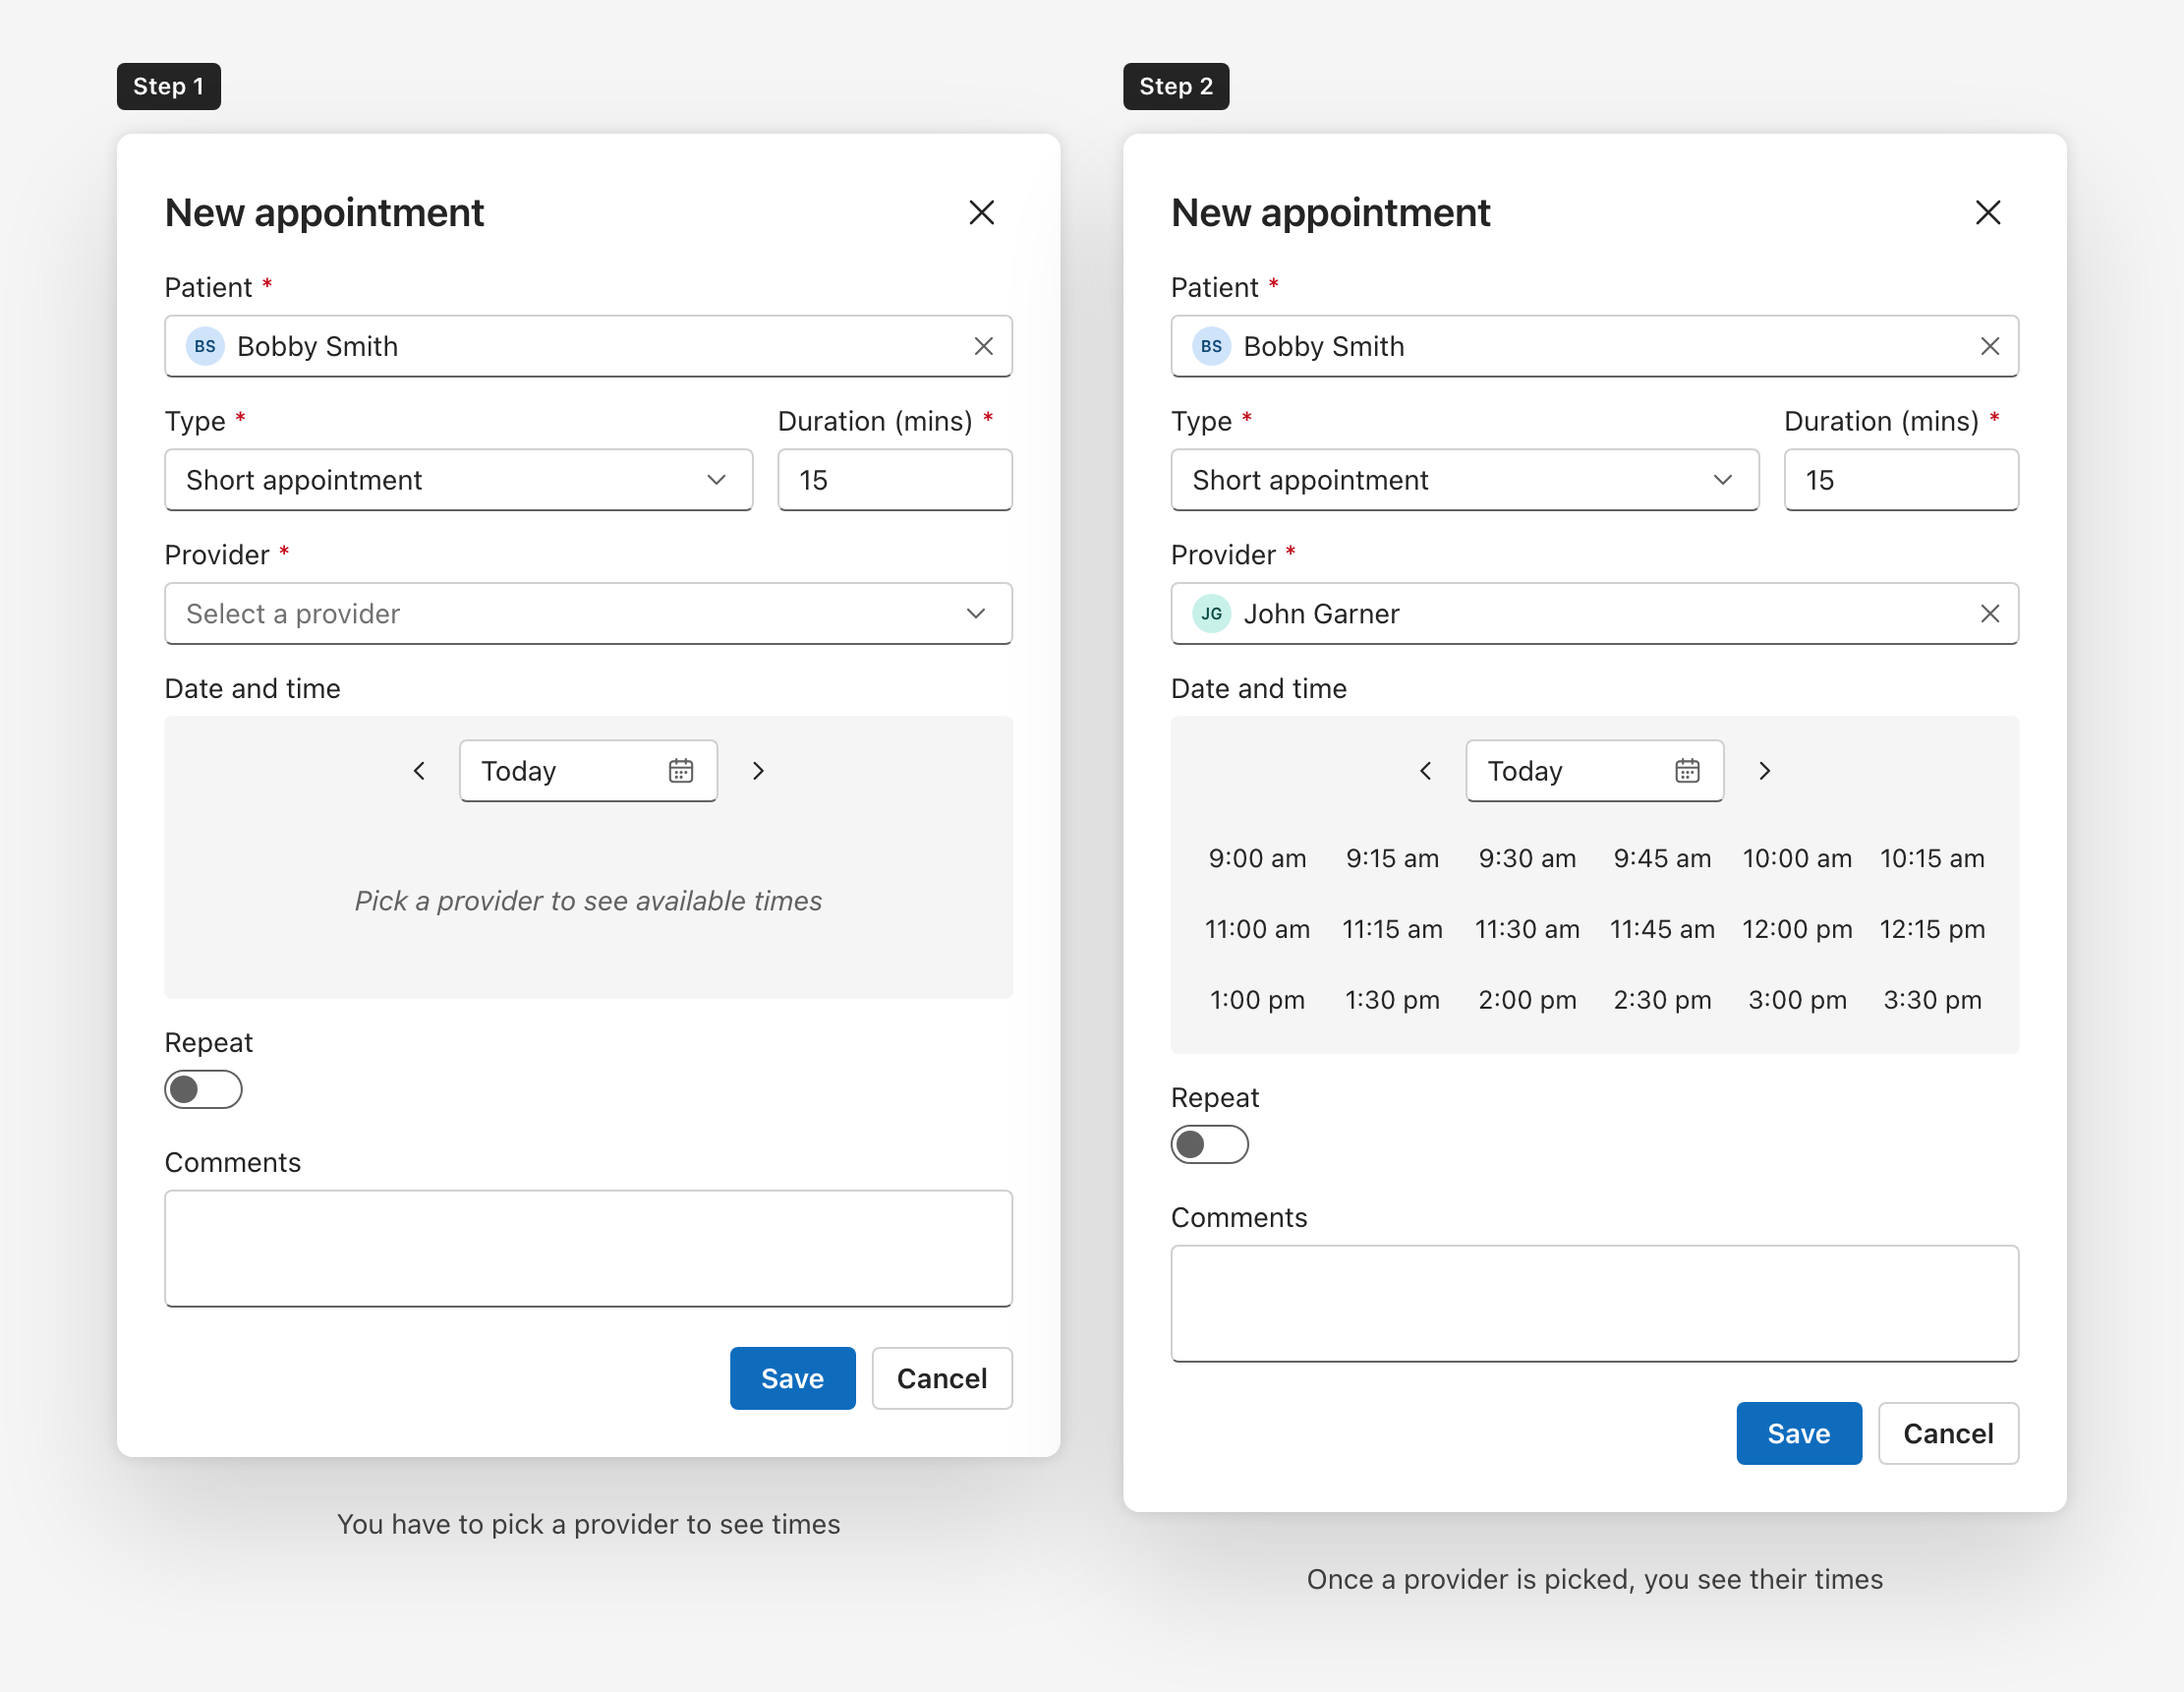 Step 1
New appointment
Patient *
BS Bobby Smith
Type *
Duration (mins) *
Short appointment
15
Provider *
Select a provider
Date and time
Today
Pick a provider to see available times
Repeat
Comments
Save
Cancel
You have to pick a provider to see times
Step 2
New appointment
Patient *
BS Bobby Smith
Type *
Duration (mins) *
Short appointment
15
Provider *
JG John Garner
Date and time
Today
9:00 am 9:15 am 9:30 am 9:45 am 10:00 am 10:15 am
11:00 am 11:15 am 11:30 am 11:45 am 12:00 pm 12:15 pm
1:00 pm 1:30 pm 2:00 pm 2:30 pm 3:00 pm 3:30 pm
Repeat
Comments
Save
Cancel
Once a provider is picked, you see their times